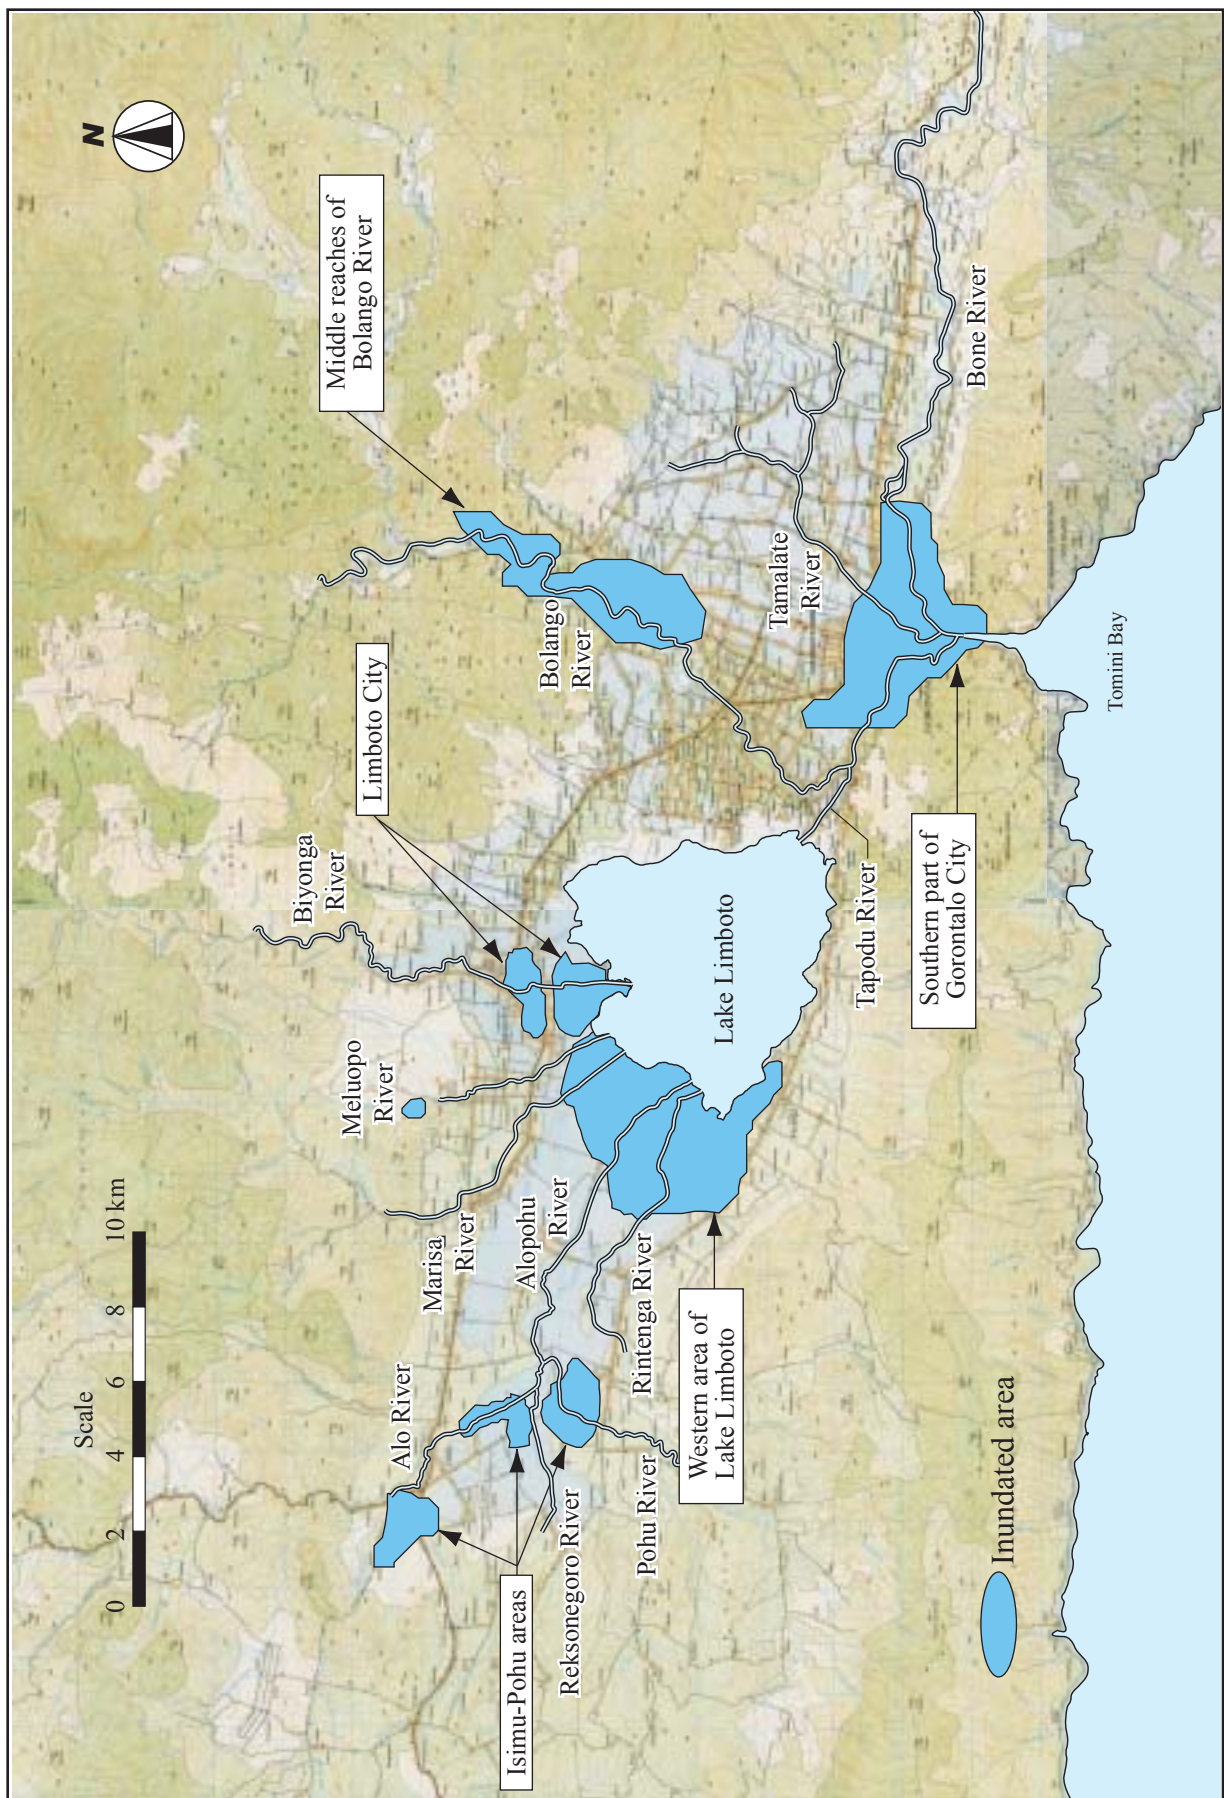 N
Scale
0 2 4 6 8 10 km
Middle reaches of
Bolango River
Limboto City
Biyonga
River
Meluopo
River
Marisa
River
Alo River
Alopohu
River
Bolango
River
Tamalate
River
Bone River
Isimu-Pohu areas
Reksonegoro River
Pohu River
Rintenga River
Western area of
Lake Limboto
Lake Limboto
Tapodu River
Southern part of
Gorontalo City
Tomini Bay
Inundated area